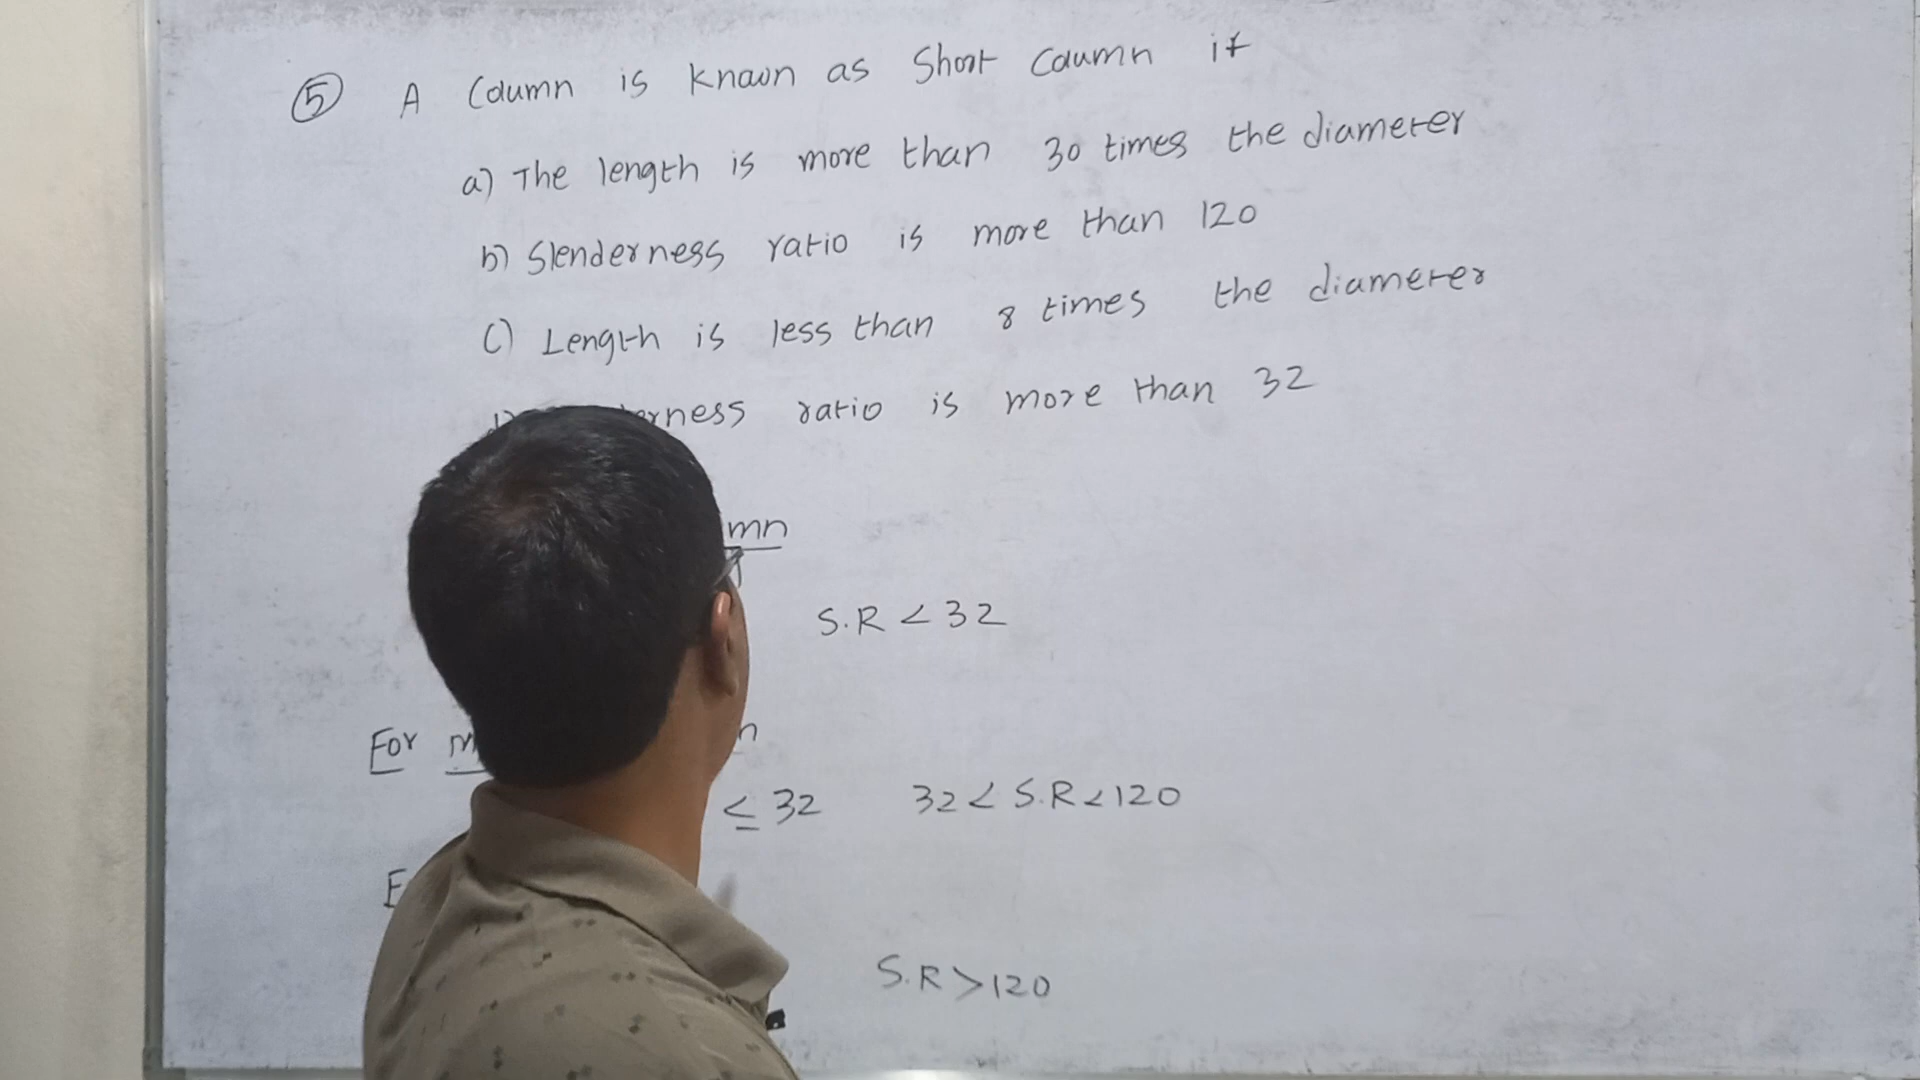 ⑤ A Column is known as Short Column if
a) The length is more than 30 times the diameter
b) Slenderness ratio is more than 120
C) Length is less than 8 times the diameter
ratio is more than 32
S.R < 32
For
≤ 32 32 < S.R < 120
S.R > 120